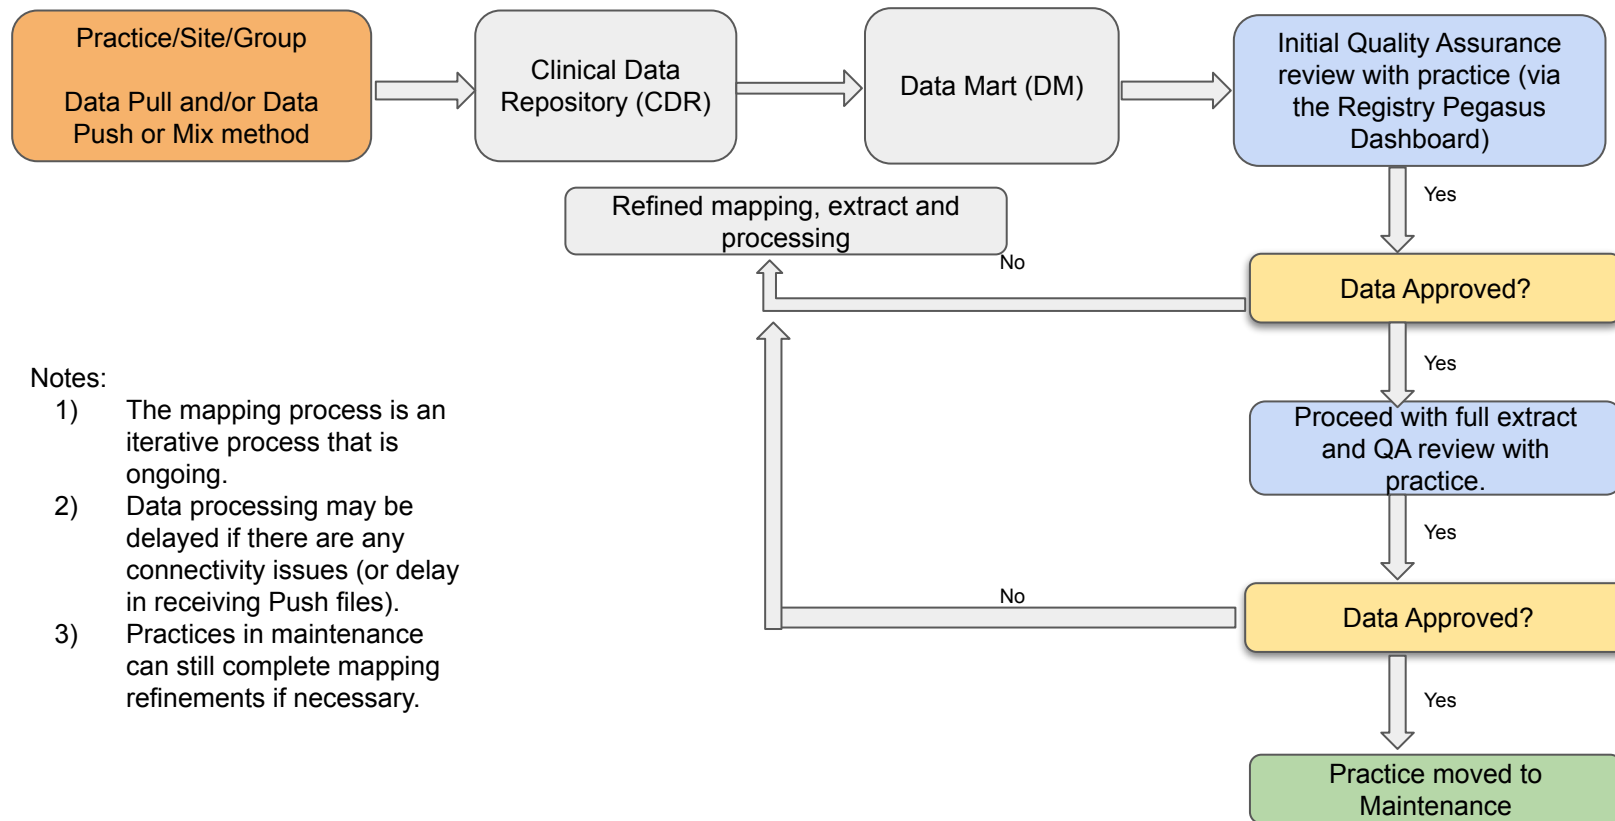 Practice/Site/Group
Data Pull and/or Data
Push or Mix method
Clinical Data
Repository (CDR)
Data Mart (DM)
Initial Quality Assurance
review with practice (via
the Registry Pegasus
Dashboard)
Yes
Refined mapping, extract and
processing
No
Data Approved?
Yes
Proceed with full extract
and QA review with
practice.
Yes
No
Data Approved?
Yes
Practice moved to
Maintenance
Notes:
1) The mapping process is an
iterative process that is
ongoing.
2) Data processing may be
delayed if there are any
connectivity issues (or delay
in receiving Push files).
3) Practices in maintenance
can still complete mapping
refinements if necessary.